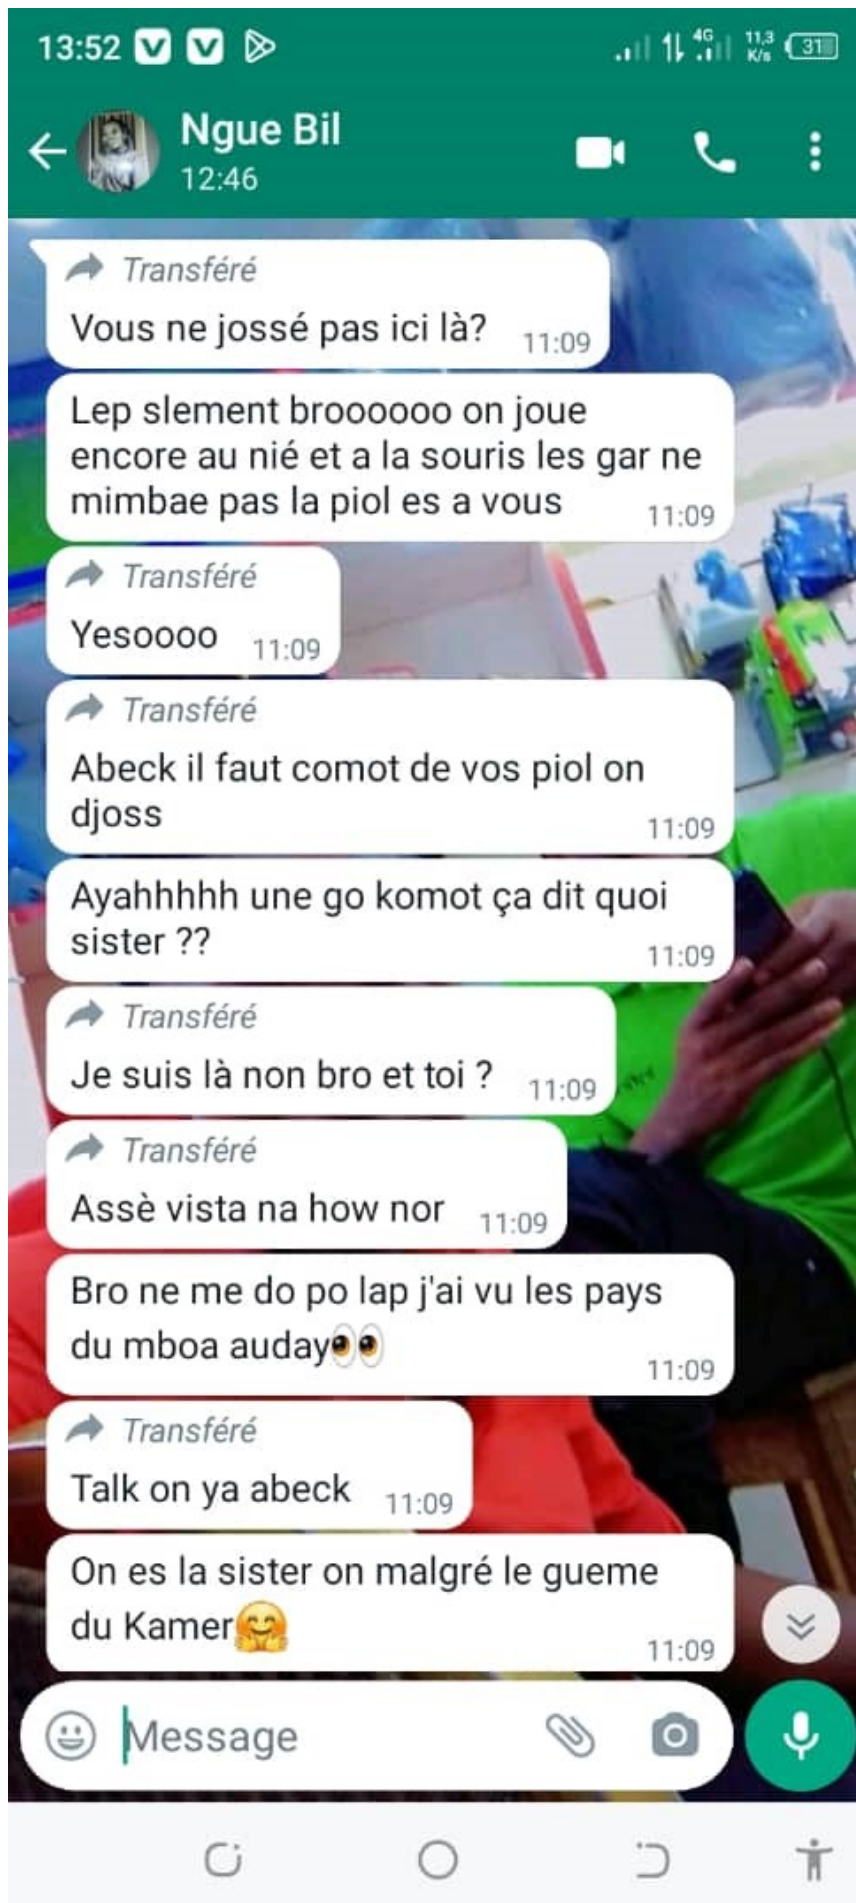 13:52
4G
11,3
K/s
31
Ngue Bil
12:46
Transféré
Vous ne jossé pas ici là?
11:09
Lep slement broooooo on joue
encore au nié et a la souris les gar ne
mimbae pas la piol es a vous
11:09
Transféré
Yesoooo
11:09
Transféré
Abeck il faut comot de vos piol on
djoss
11:09
Ayahhhhh une go komot ça dit quoi
sister ??
11:09
Transféré
Je suis là non bro et toi ?
11:09
Transféré
Assè vista na how nor
11:09
Bro ne me do po lap j'ai vu les pays
du mboa auday👀
11:09
Transféré
Talk on ya abeck
11:09
On es la sister on malgré le gueme
du Kamer🤗
11:09
Message